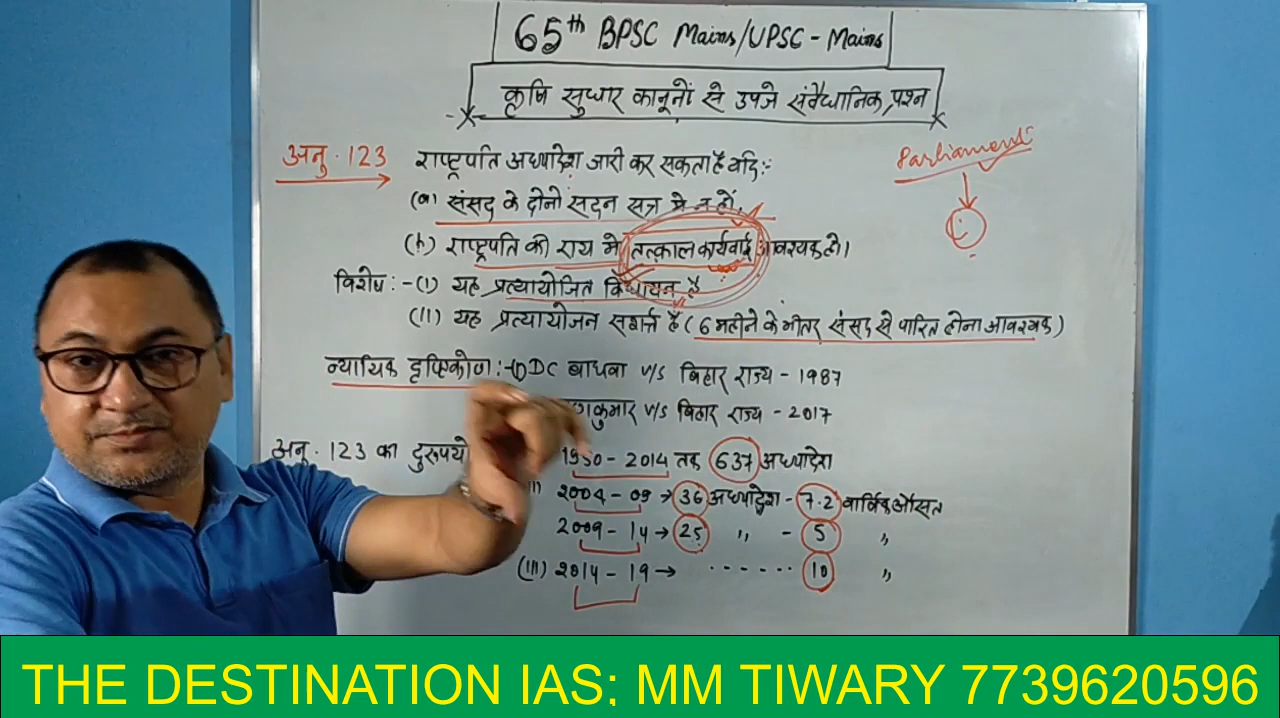 65th BPSC Mains/UPSC - Mains
कृषि सुधार कानूनों से उपजे संवैधानिक प्रश्न
अनु. 123 राष्ट्रपति अध्यादेश जारी कर सकता है यदि:-
Parliament
(a) संसद के दोनो सदन सत्र मे न हों,
(b) राष्ट्रपति की राय मे तत्काल कार्यवाई आवश्यक हो।
विशेष:-(I) यह प्रत्यायोजित विधायन है
(II) यह प्रत्यायोजन सशर्त्त है (6 महीने के भीतर संसद से पारित होना आवश्यक)
न्यायिक दृष्टिकोण:-(I) DC बाधवा v/s बिहार राज्य - 1987
कुमार v/s बिहार राज्य - 2017
अनु. 123 का दुरुपयो 1950 - 2014 तक 637 अध्यादेश
2004 - 09 → 36 अध्यादेश - 7.2 वार्षिक औसत
2009 - 14 → 25 ,, - 5 ,,
(III) 2014 - 19 → ...... 10 ,,
THE DESTINATION IAS; MM TIWARY 7739620596